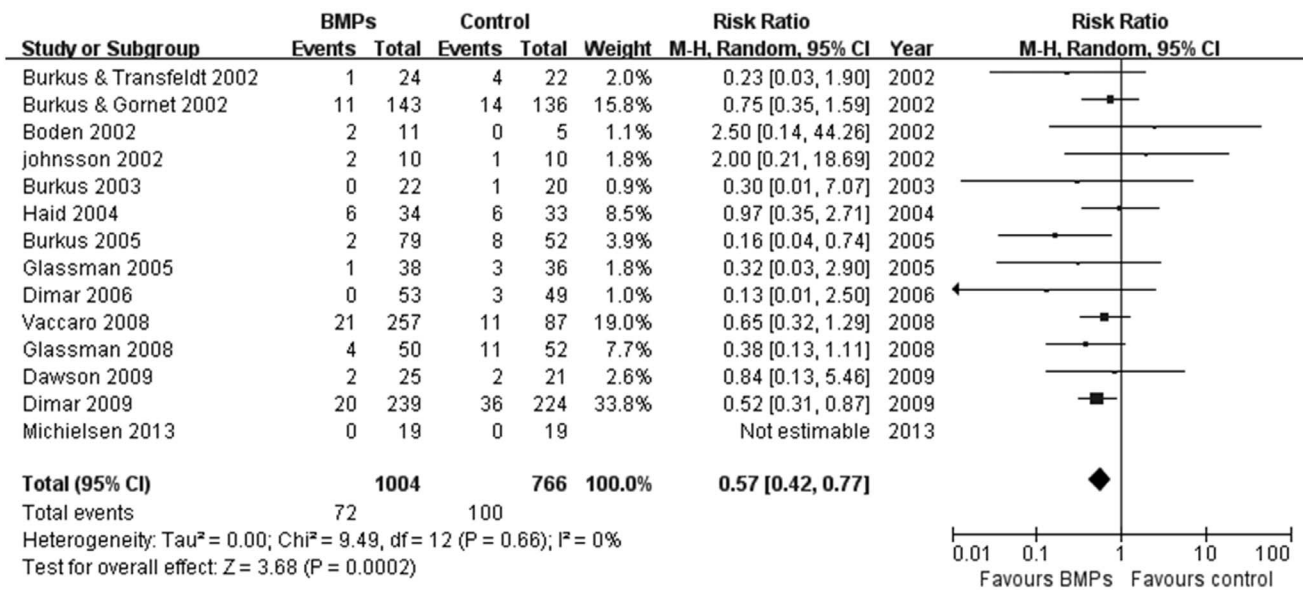 BMPs Control Risk Ratio Risk Ratio
Study or Subgroup Events Total Events Total Weight M-H, Random, 95% CI Year M-H, Random, 95% CI
Burkus & Transfeldt 2002 1 24 4 22 2.0% 0.23 [0.03, 1.90] 2002
Burkus & Gornet 2002 11 143 14 136 15.8% 0.75 [0.35, 1.59] 2002
Boden 2002 2 11 0 5 1.1% 2.50 [0.14, 44.26] 2002
johnsson 2002 2 10 1 10 1.8% 2.00 [0.21, 18.69] 2002
Burkus 2003 0 22 1 20 0.9% 0.30 [0.01, 7.07] 2003
Haid 2004 6 34 6 33 8.5% 0.97 [0.35, 2.71] 2004
Burkus 2005 2 79 8 52 3.9% 0.16 [0.04, 0.74] 2005
Glassman 2005 1 38 3 36 1.8% 0.32 [0.03, 2.90] 2005
Dimar 2006 0 53 3 49 1.0% 0.13 [0.01, 2.50] 2006
Vaccaro 2008 21 257 11 87 19.0% 0.65 [0.32, 1.29] 2008
Glassman 2008 4 50 11 52 7.7% 0.38 [0.13, 1.11] 2008
Dawson 2009 2 25 2 21 2.6% 0.84 [0.13, 5.46] 2009
Dimar 2009 20 239 36 224 33.8% 0.52 [0.31, 0.87] 2009
Michielsen 2013 0 19 0 19 Not estimable 2013
Total (95% CI) 1004 766 100.0% 0.57 [0.42, 0.77]
Total events 72 100
Heterogeneity: Tau² = 0.00; Chi² = 9.49, df = 12 (P = 0.66); I² = 0%
Test for overall effect: Z = 3.68 (P = 0.0002)
0.01 0.1 1 10 100
Favours BMPs Favours control